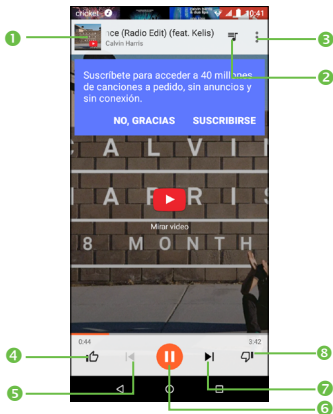 cricket
10:41
1
nce (Radio Edit) (feat. Kelis)
Calvin Harris
3
2
Suscríbete para acceder a 40 millones
de canciones a pedido, sin anuncios y
sin conexión.
NO, GRACIAS SUSCRIBIRSE
CALVIN
HARRIS
Mirar video
18 MONTHS
0:44 3:42
4
8
5
7
6